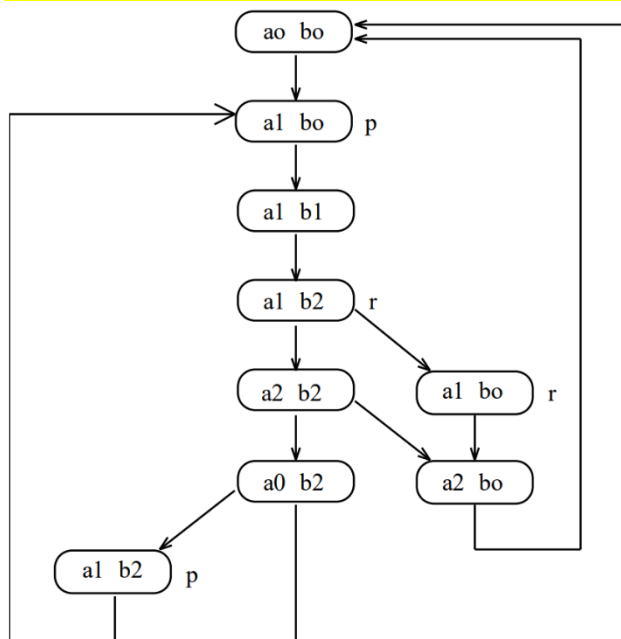 ao bo
a1 bo p
a1 b1
a1 b2 r
a2 b2
a1 bo r
a0 b2
a2 bo
a1 b2 p